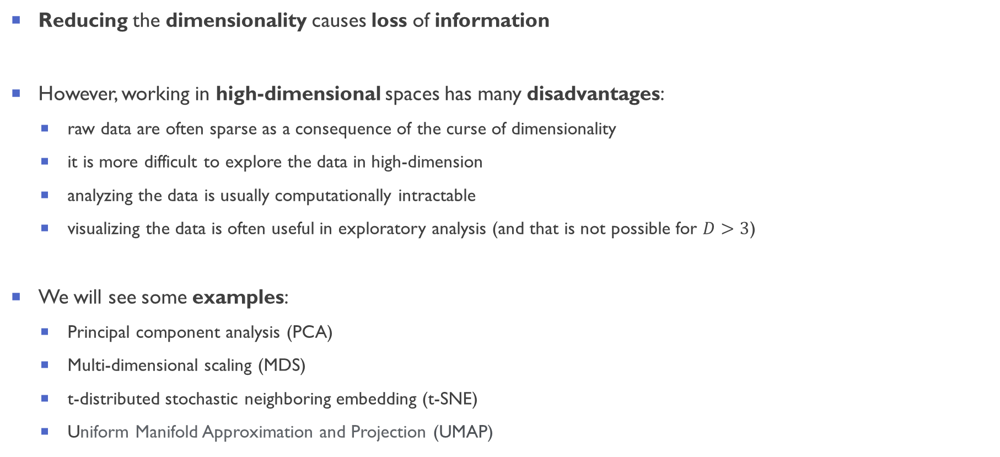 Reducing the dimensionality causes loss of information
However, working in high-dimensional spaces has many disadvantages:
raw data are often sparse as a consequence of the curse of dimensionality
it is more difficult to explore the data in high-dimension
analyzing the data is usually computationally intractable
visualizing the data is often useful in exploratory analysis (and that is not possible for D > 3)
We will see some examples:
Principal component analysis (PCA)
Multi-dimensional scaling (MDS)
t-distributed stochastic neighboring embedding (t-SNE)
Uniform Manifold Approximation and Projection (UMAP)